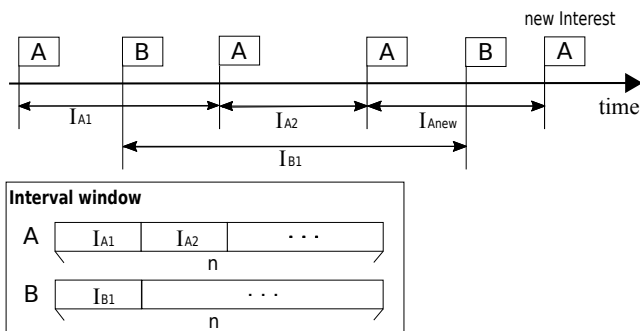 new Interest
A B A A B A
IA1 IA2 IAnew
time
IB1
Interval window
A IA1 IA2 ...
n
B IB1 ...
n